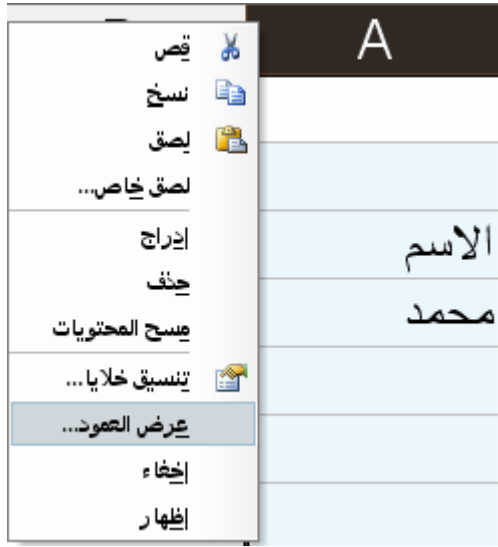 A
الاسم
محمد
قص
نسخ
لصق
لصق خاص...
إدراج
حذف
مسح المحتويات
تنسيق خلايا...
عرض العمود...
إخفاء
إظهار